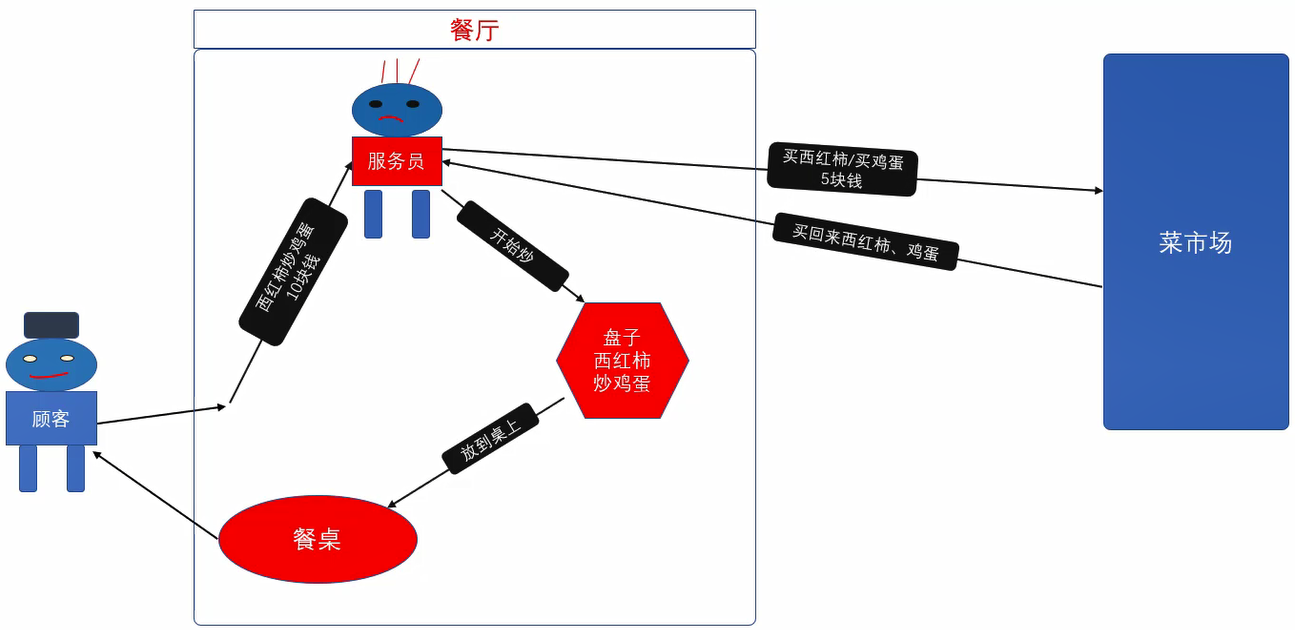 餐厅
服务员
买西红柿/买鸡蛋
5块钱
买回来西红柿、鸡蛋
菜市场
西红柿炒鸡蛋
10块钱
开始炒
盘子
西红柿
炒鸡蛋
顾客
放到桌上
餐桌